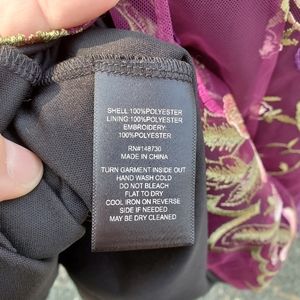 SHELL 100%POLYESTER
LINING 100%POLYESTER
EMBROIDERY:
100%POLYESTER
RN#148730
MADE IN CHINA
TURN GARMENT INSIDE OUT
HAND WASH COLD
DO NOT BLEACH
FLAT TO DRY
COOL IRON ON REVERSE
SIDE IF NEEDED
MAY BE DRY CLEANED